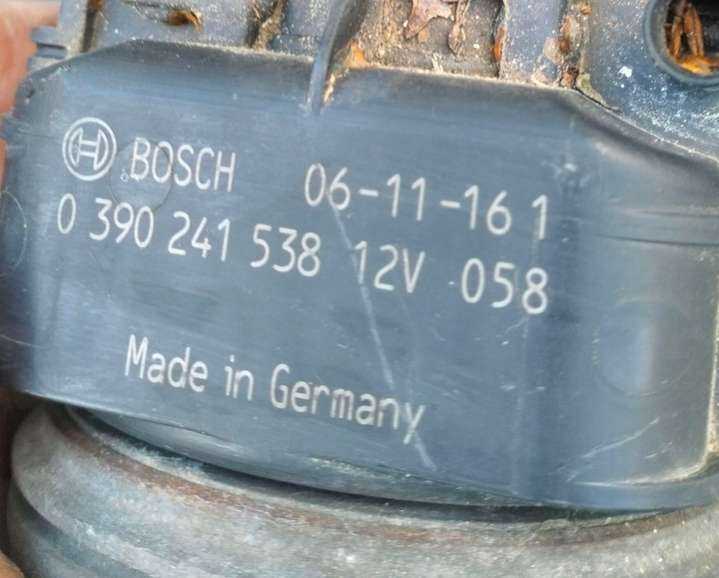 BOSCH 06-11-16 1
0 390 241 538 12V 058
Made in Germany